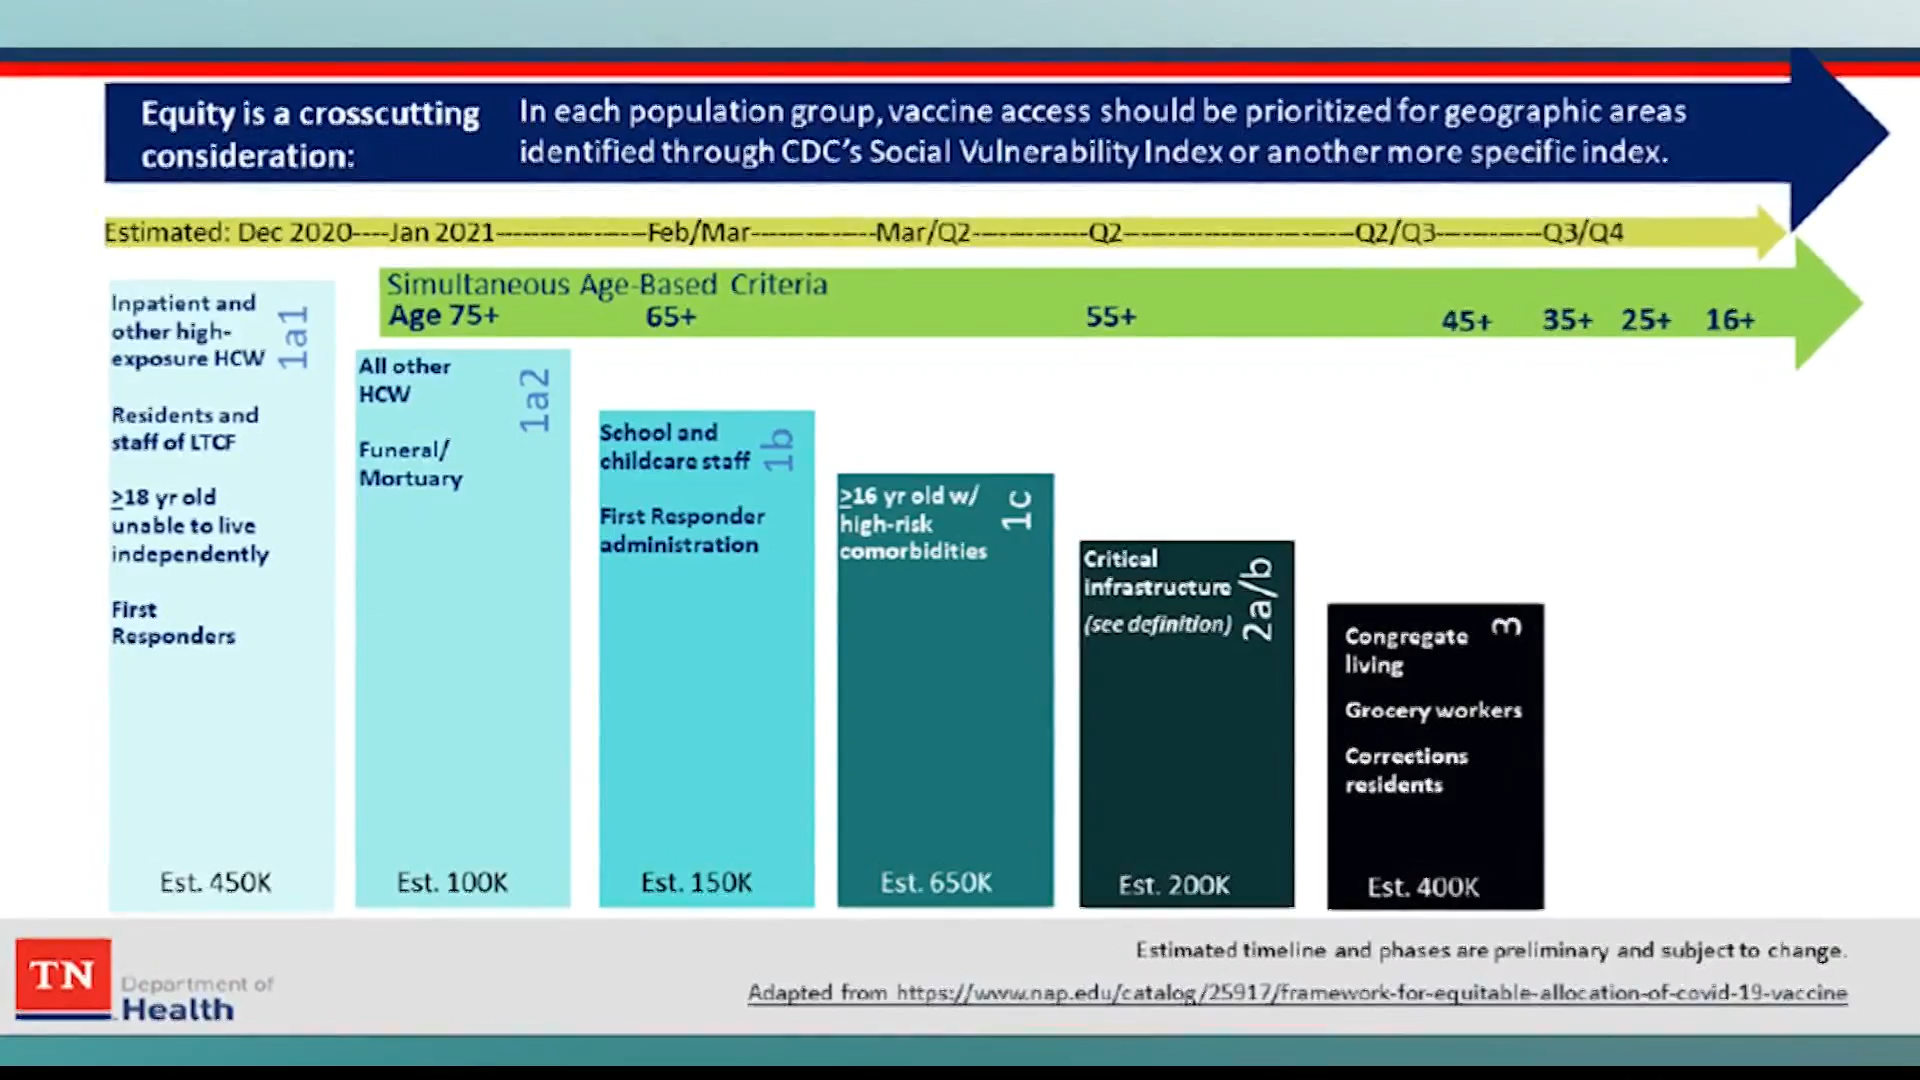 Equity is a crosscutting
consideration:
In each population group, vaccine access should be prioritized for geographic areas
identified through CDC's Social Vulnerability Index or another more specific index.
Estimated: Dec 2020----Jan 2021--------------------Feb/Mar----------------Mar/Q2---------------Q2------------------------------Q2/Q3--------------Q3/Q4
Simultaneous Age-Based Criteria
Age 75+ 65+ 55+ 45+ 35+ 25+ 16+
1a1
Inpatient and
other high-
exposure HCW
Residents and
staff of LTCF
≥18 yr old
unable to live
independently
First
Responders
Est. 450K
1a2
All other
HCW
Funeral/
Mortuary
Est. 100K
1b
School and
childcare staff
First Responder
administration
Est. 150K
1c
≥16 yr old w/
high-risk
comorbidities
Est. 650K
2a/b
Critical
infrastructure
(see definition)
Est. 200K
3
Congregate
living
Grocery workers
Corrections
residents
Est. 400K
TN
Department of
Health
Estimated timeline and phases are preliminary and subject to change.
Adapted from https://www.nap.edu/catalog/25917/framework-for-equitable-allocation-of-covid-19-vaccine